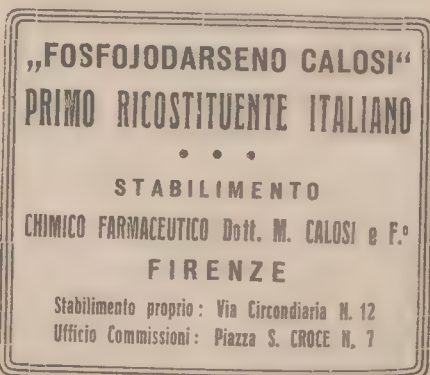 „FOSFOJODARSENO CALOSI“
PRIMO RICOSTITUENTE ITALIANO
• • •
STABILIMENTO
CHIMICO FARMACEUTICO Dott. M. CALOSI e F.º
FIRENZE
Stabilimento proprio: Via Circondiaria N. 12
Ufficio Commissioni: Piazza S. CROCE N. 7